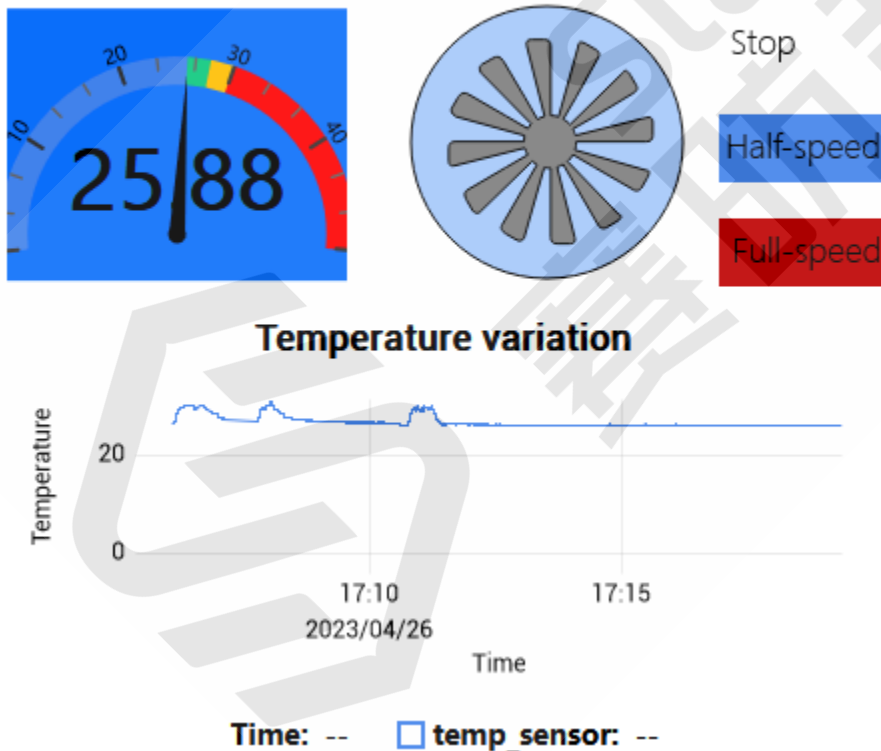 10
20
30
40
25.88
Stop
Half-speed
Full-speed
Temperature variation
Temperature
20
0
17:10
17:15
2023/04/26
Time
Time: --
temp_sensor: --